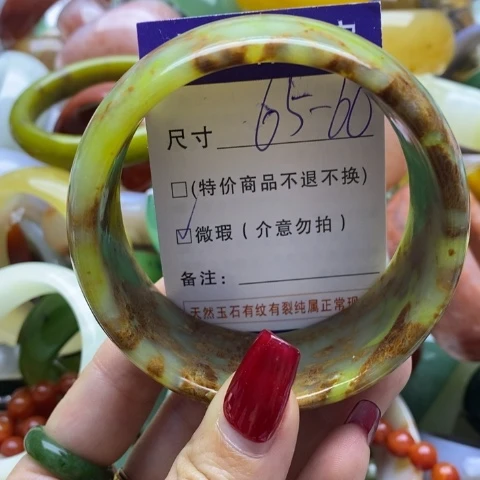 尺寸 65-60
□(特价商品不退不换)
☑微瑕(介意勿拍)
备注:
天然玉石有纹有裂纯属正常现